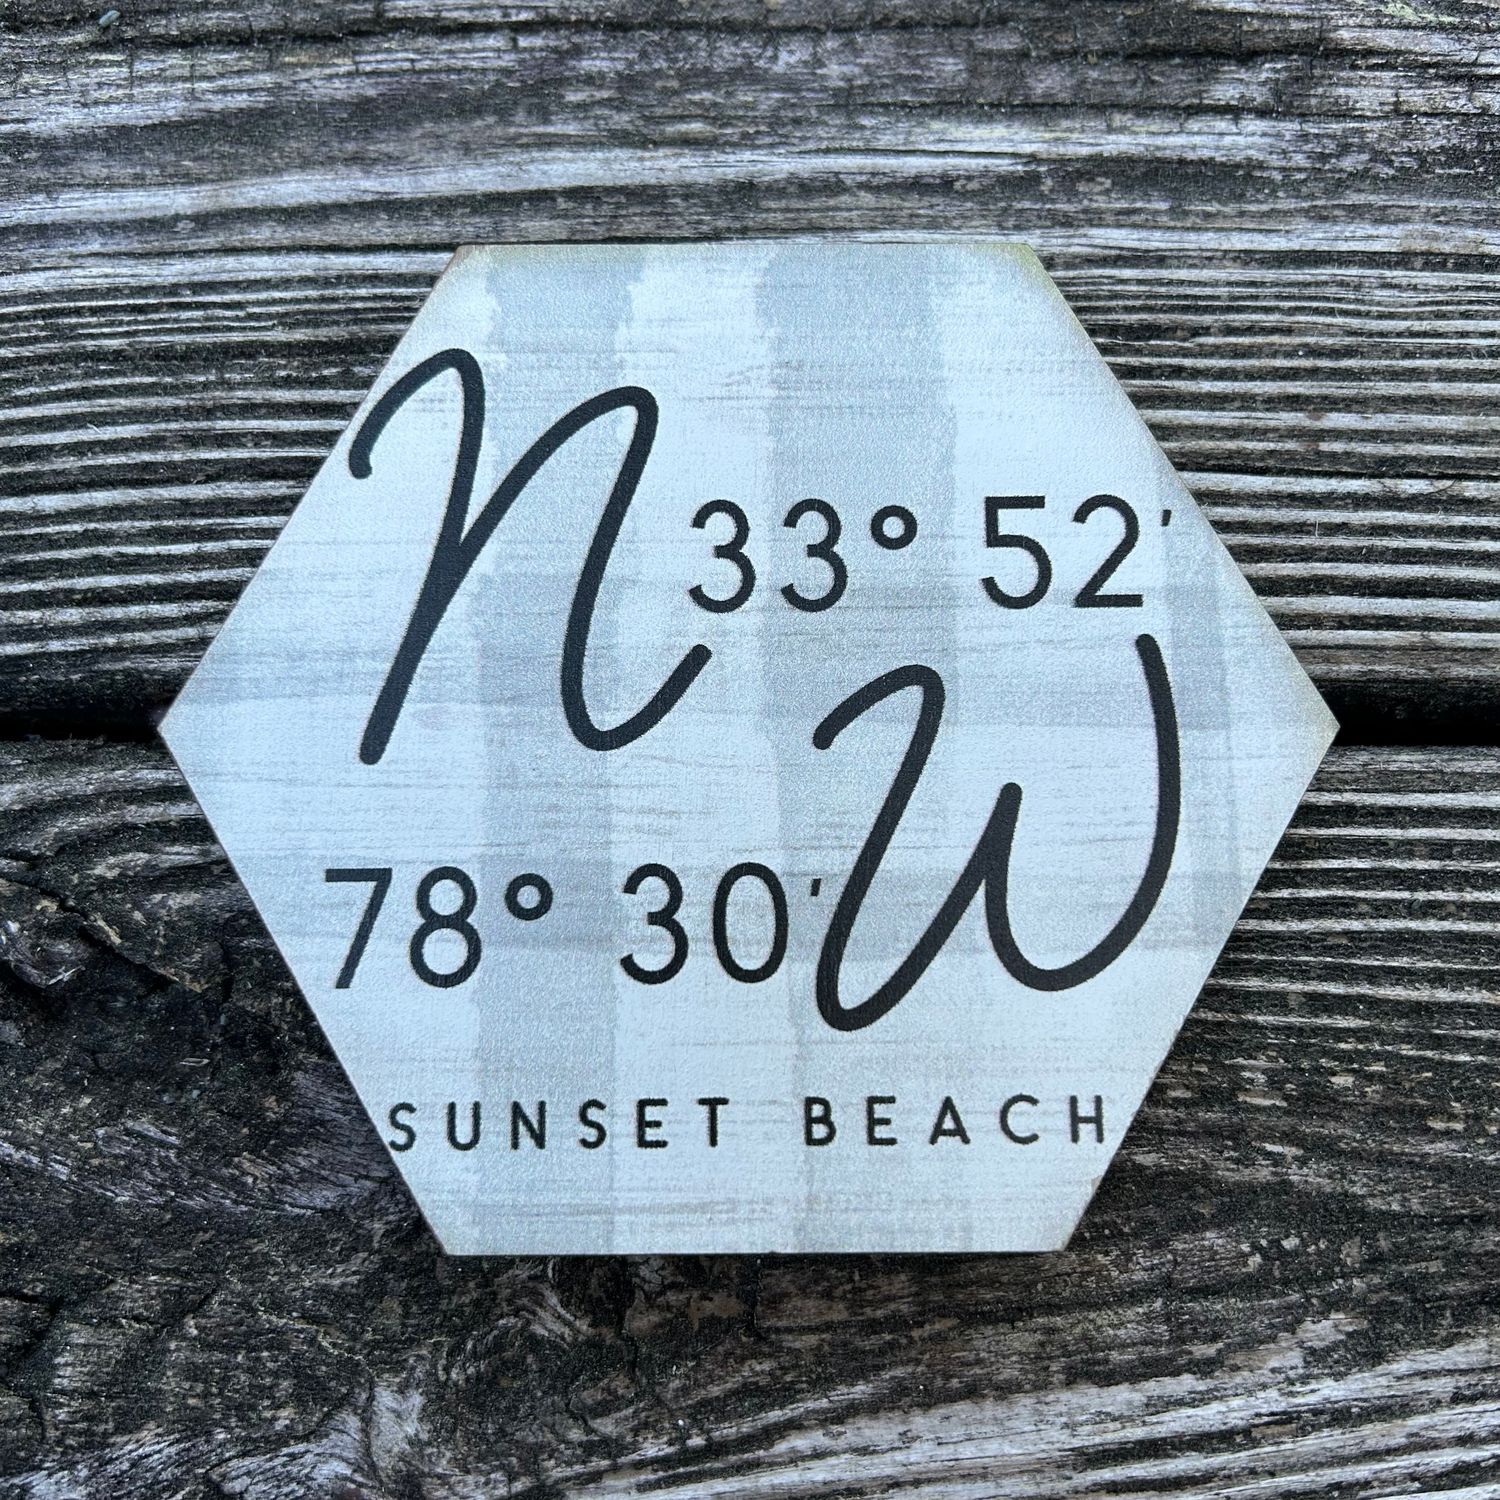 N 33° 52'
78° 30' W
SUNSET BEACH